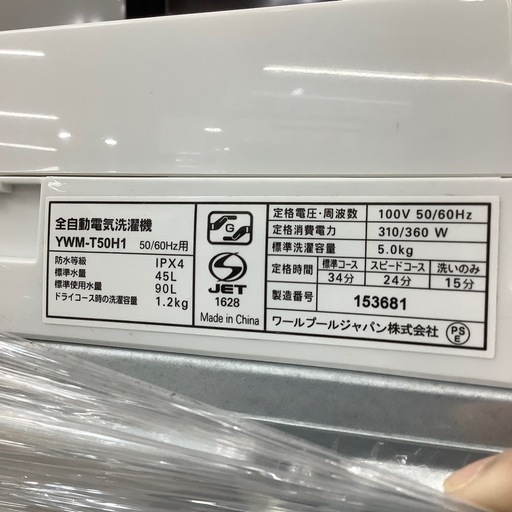 全自動電気洗濯機
YWM-T50H1 50/60Hz用
防水等級 IPX4
標準水量 45L
標準使用水量 90L
ドライコース時の洗濯容量 1.2kg
G
S
JET
1628
Made in China
定格電圧・周波数 100V 50/60Hz
定格消費電力 310/360 W
標準洗濯容量 5.0kg
定格時間 標準コース スピードコース 洗いのみ
34分 24分 15分
製造番号 153681
ワールプールジャパン株式会社 PS E